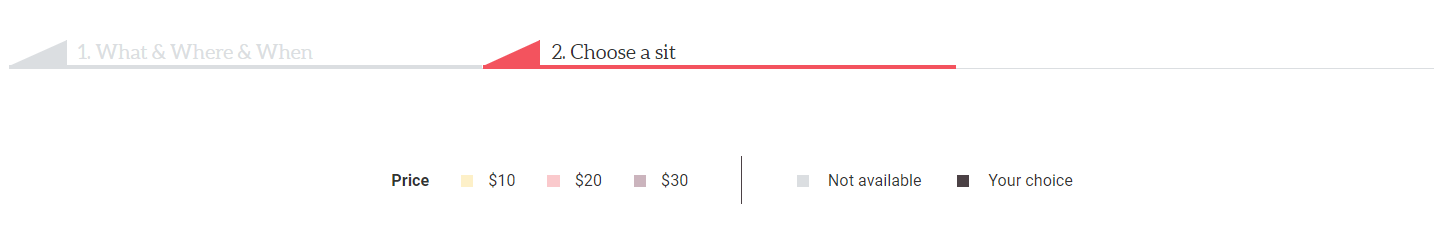 1. What & Where & When
2. Choose a sit
Price $10 $20 $30 Not available Your choice